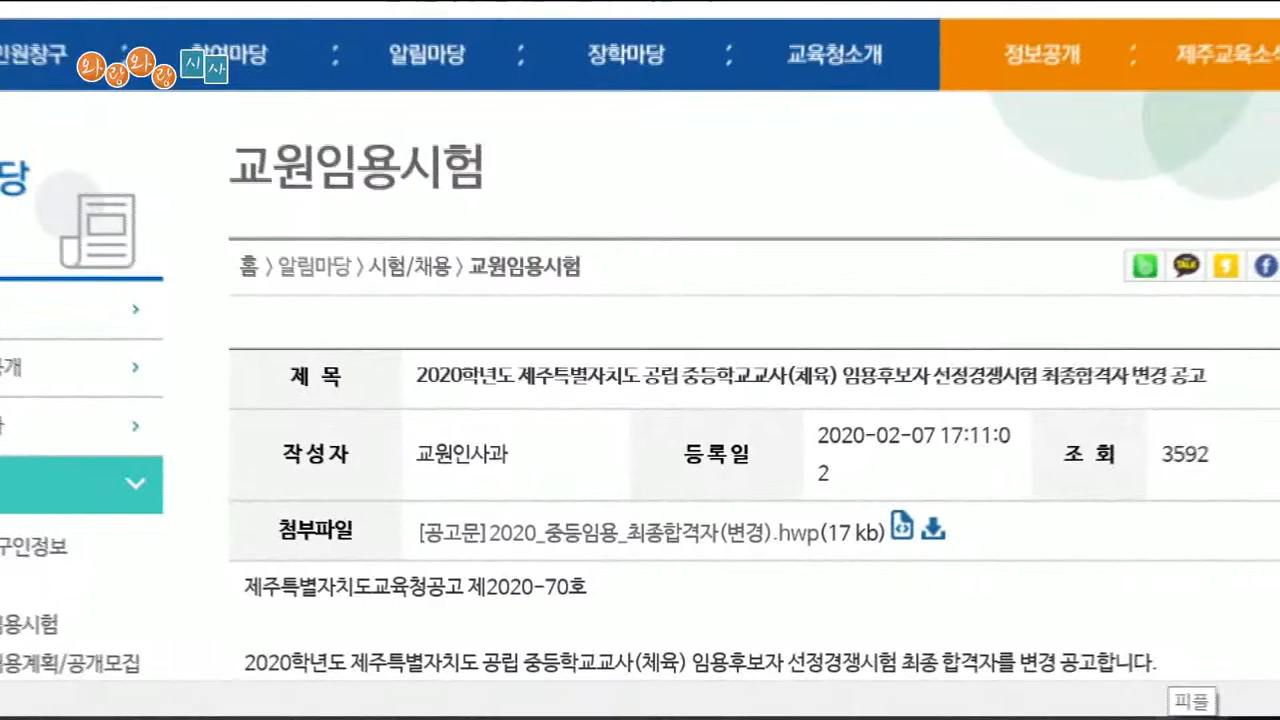 민원창구
참여마당
알림마당
장학마당
교육청소개
정보공개
제주교육소식
와랑와랑 시사
당
교원임용시험
홈 > 알림마당 > 시험/채용 > 교원임용시험
TALK
개
제 목 2020학년도 제주특별자치도 공립 중등학교교사(체육) 임용후보자 선정경쟁시험 최종합격자 변경 공고
작성자 교원인사과 등록일 2020-02-07 17:11:0
2
조 회 3592
첨부파일 [공고문]2020_중등임용_최종합격자(변경).hwp(17 kb)
구인정보
제주특별자치도교육청공고 제2020-70호
용시험
용계획/공개모집
2020학년도 제주특별자치도 공립 중등학교교사(체육) 임용후보자 선정경쟁시험 최종 합격자를 변경 공고합니다.
피플